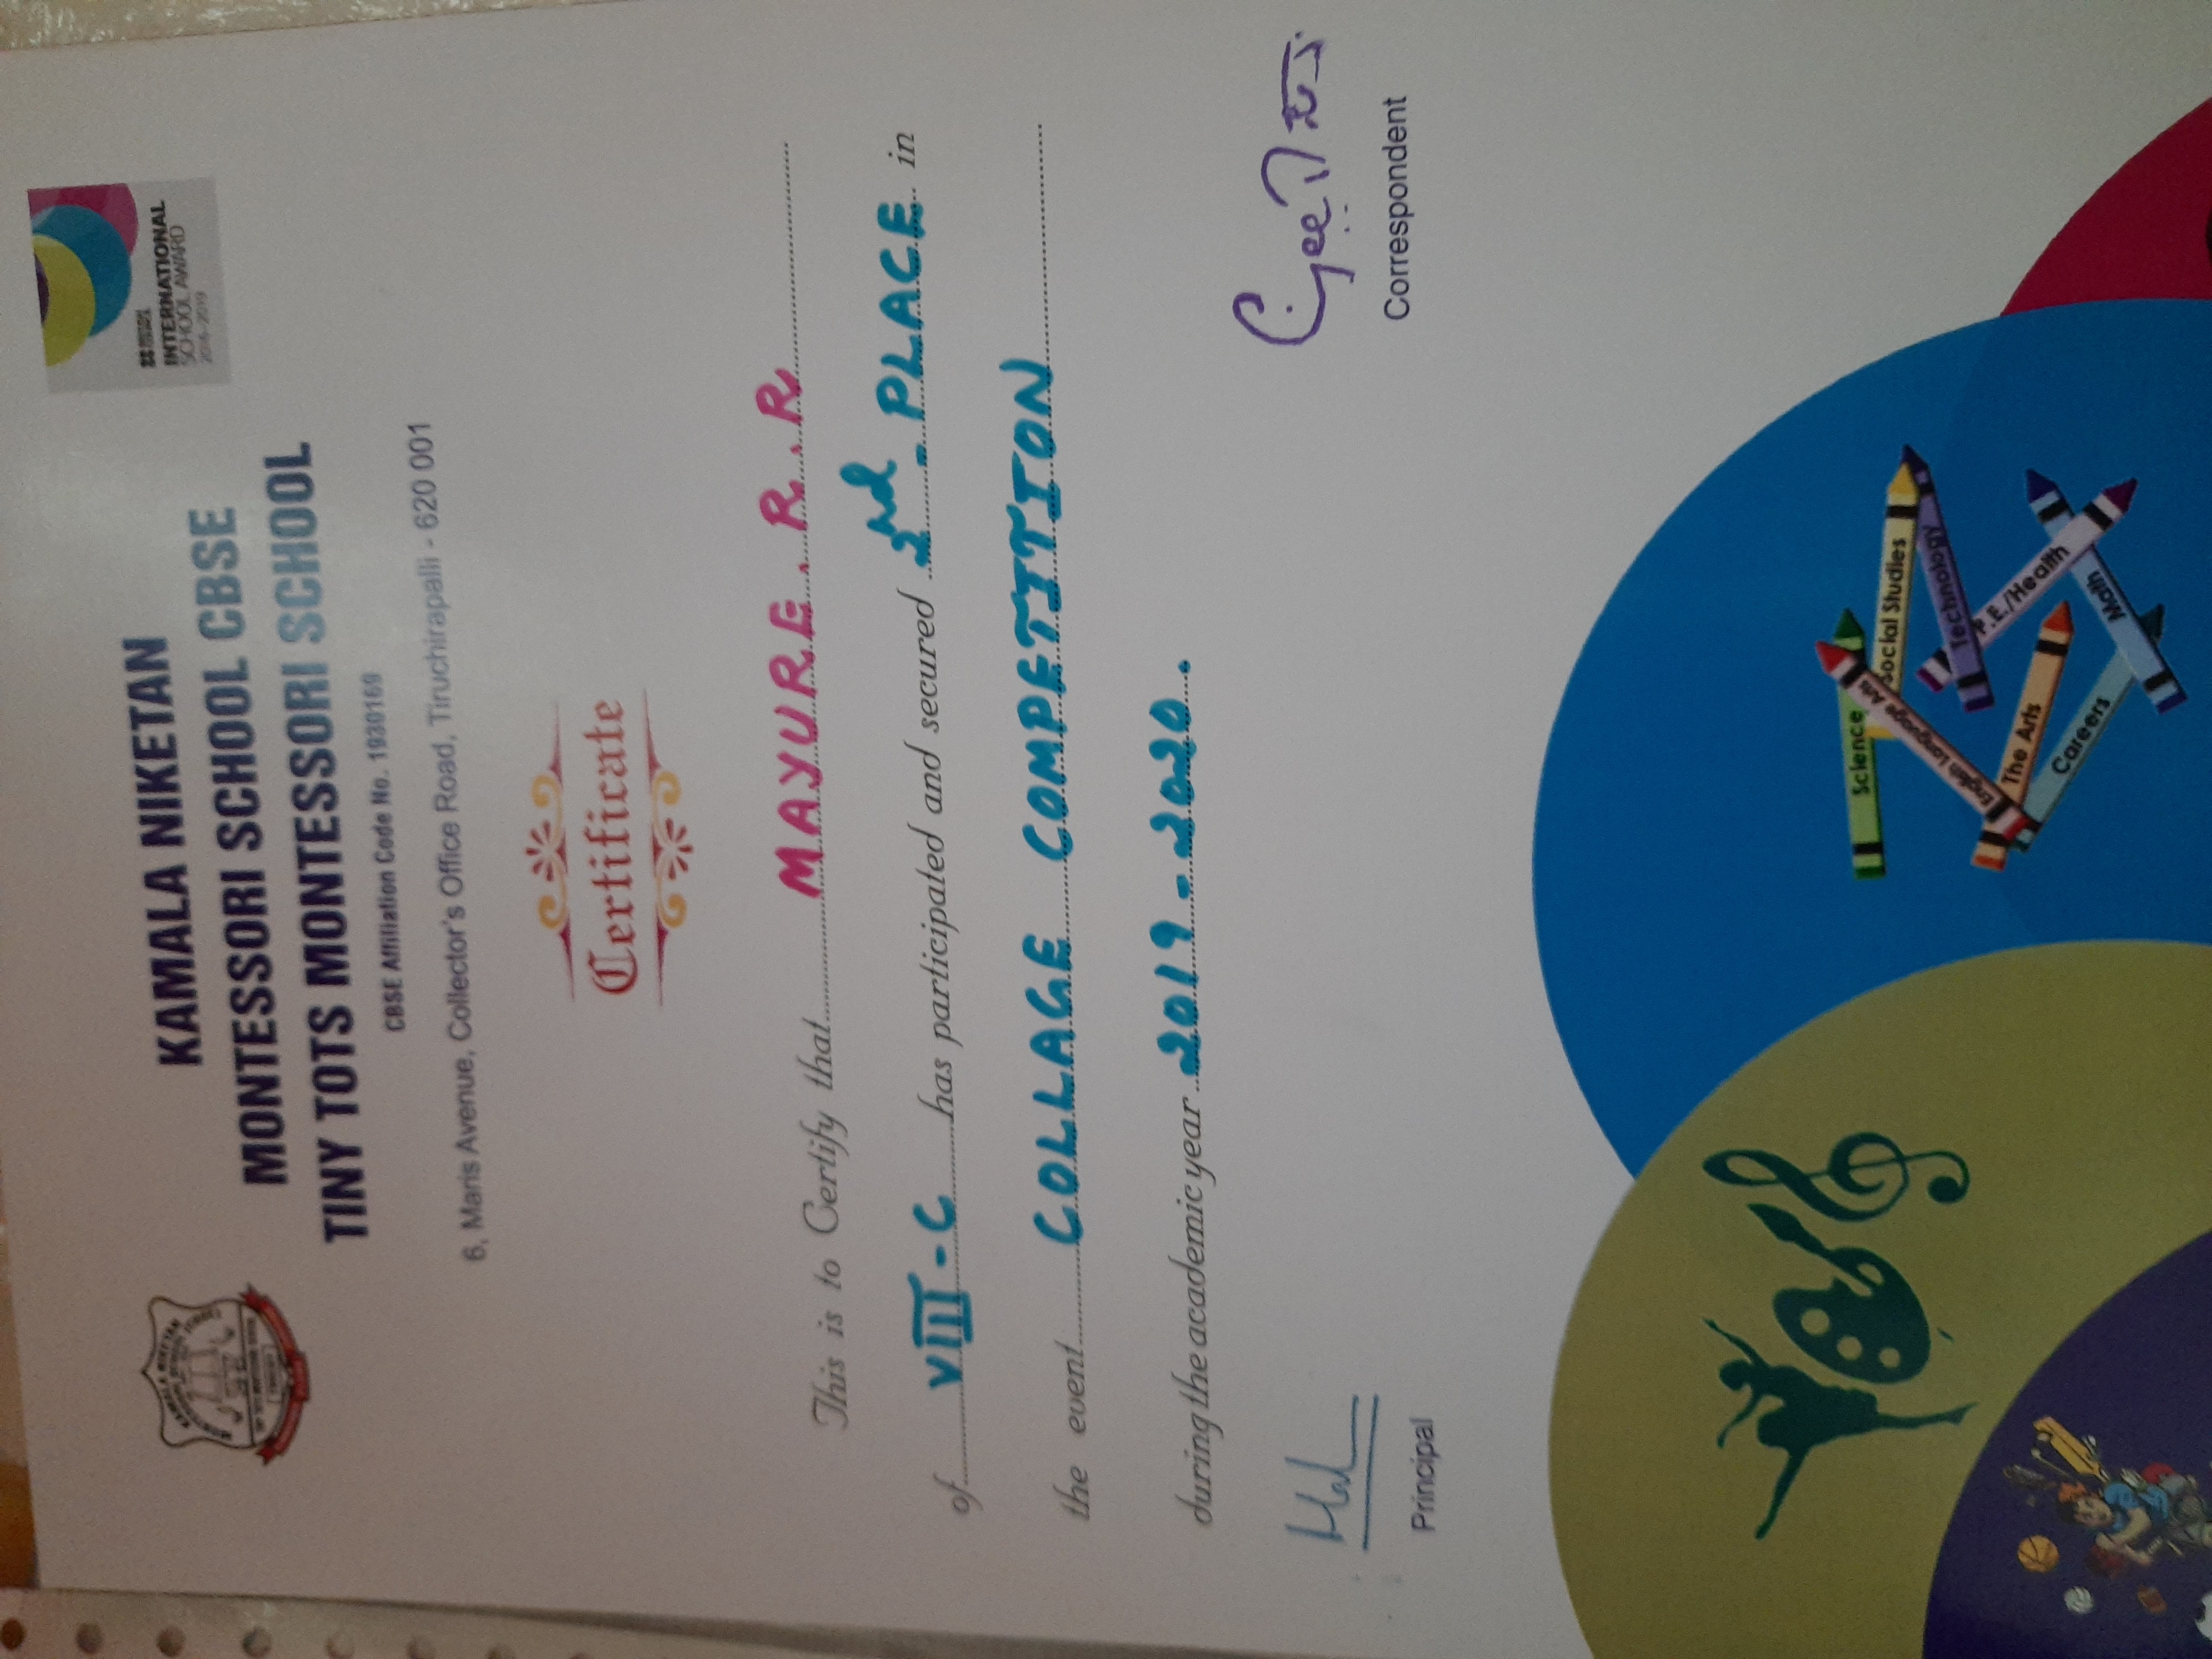 INTERNATIONAL
SCHOOL AWARD
KAMALA NIKETAN
MONTESSORI SCHOOL CBSE
TINY TOTS MONTESSORI SCHOOL
CBSE Affiliation Code No. 1930169
6, Maris Avenue, Collector's Office Road, Tiruchirapalli - 620 001
Certificate
This is to Certify that MAYURE. R. R
of VIII - C has participated and secured 2nd - PLACE in
the event COLLAGE COMPETITION
during the academic year 2019 - 2020.
Principal
Correspondent
Science
Social Studies
English Language Arts
Technology
P.E./Health
The Arts
Math
Careers